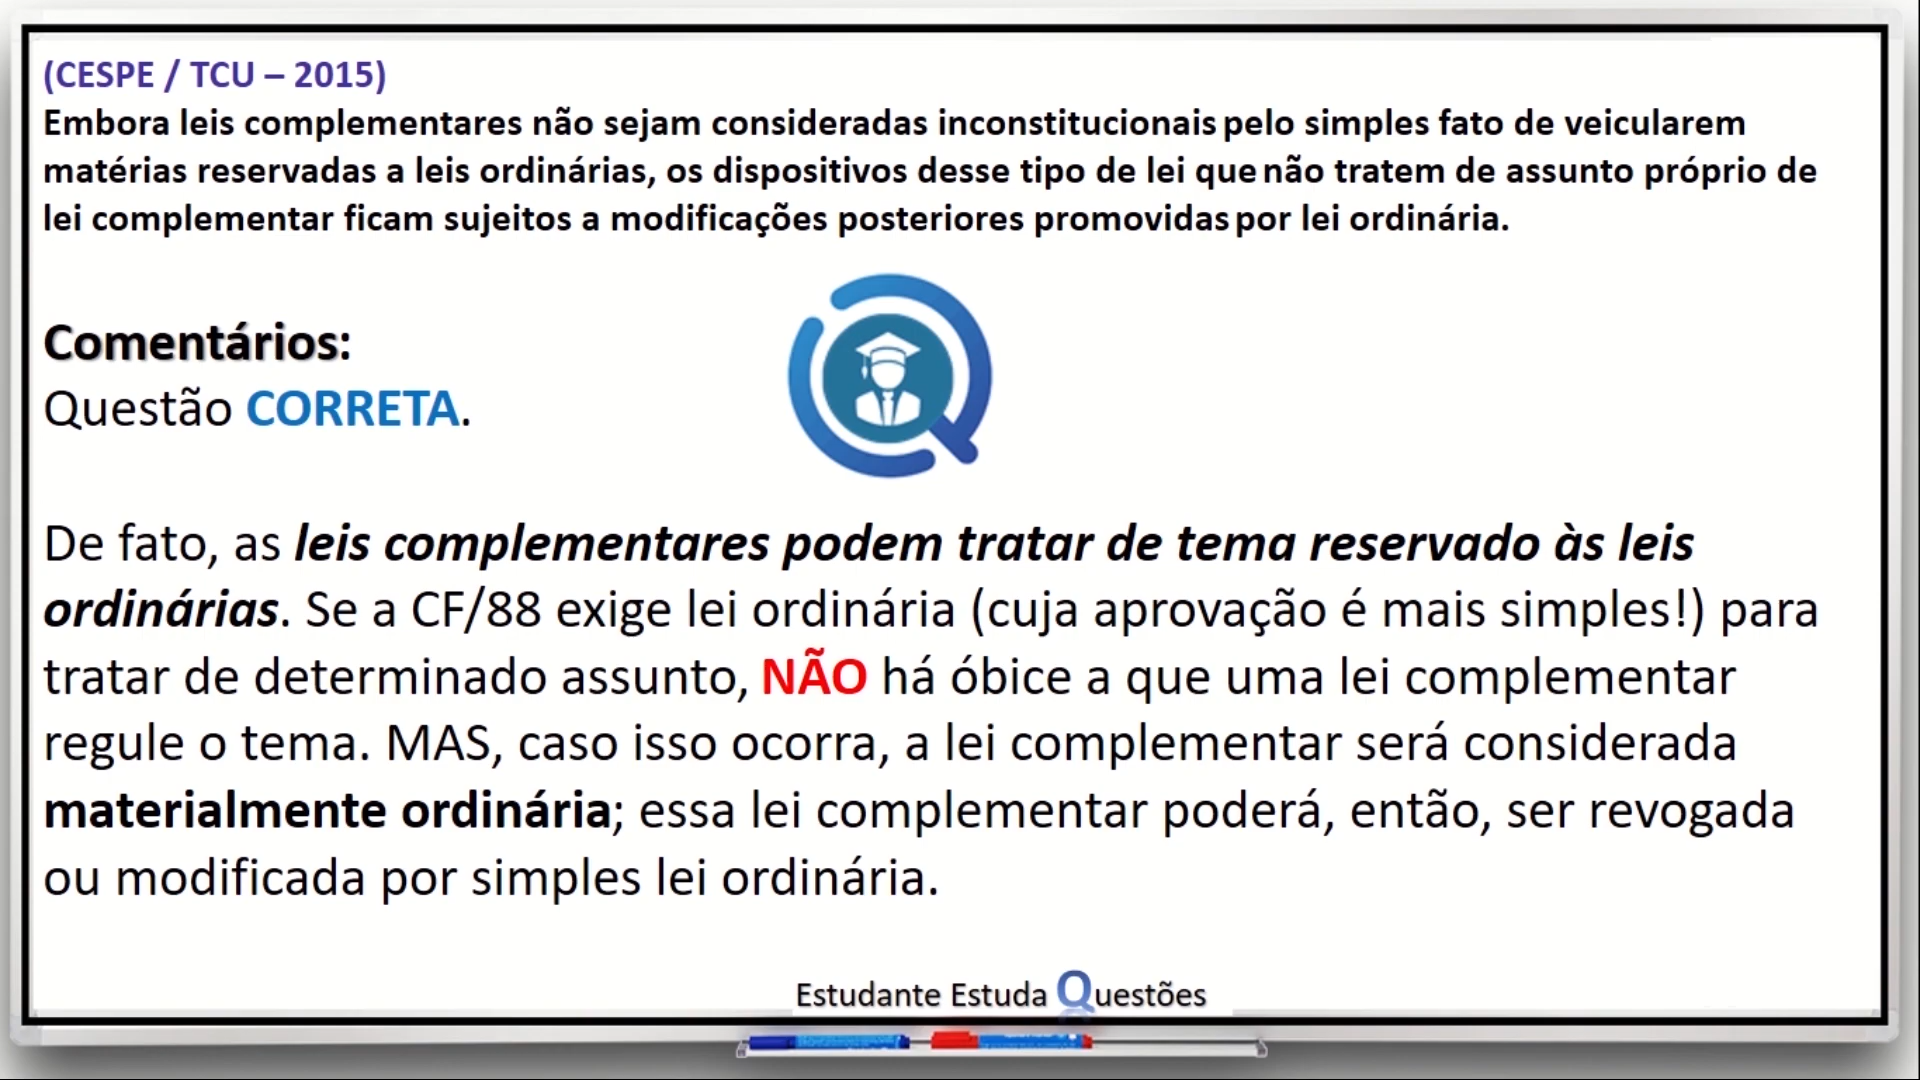 (CESPE / TCU – 2015)
Embora leis complementares não sejam consideradas inconstitucionais pelo simples fato de veicularem
matérias reservadas a leis ordinárias, os dispositivos desse tipo de lei que não tratem de assunto próprio de
lei complementar ficam sujeitos a modificações posteriores promovidas por lei ordinária.
Comentários:
Questão CORRETA.
De fato, as leis complementares podem tratar de tema reservado às leis
ordinárias. Se a CF/88 exige lei ordinária (cuja aprovação é mais simples!) para
tratar de determinado assunto, NÃO há óbice a que uma lei complementar
regule o tema. MAS, caso isso ocorra, a lei complementar será considerada
materialmente ordinária; essa lei complementar poderá, então, ser revogada
ou modificada por simples lei ordinária.
Estudante Estuda Questões